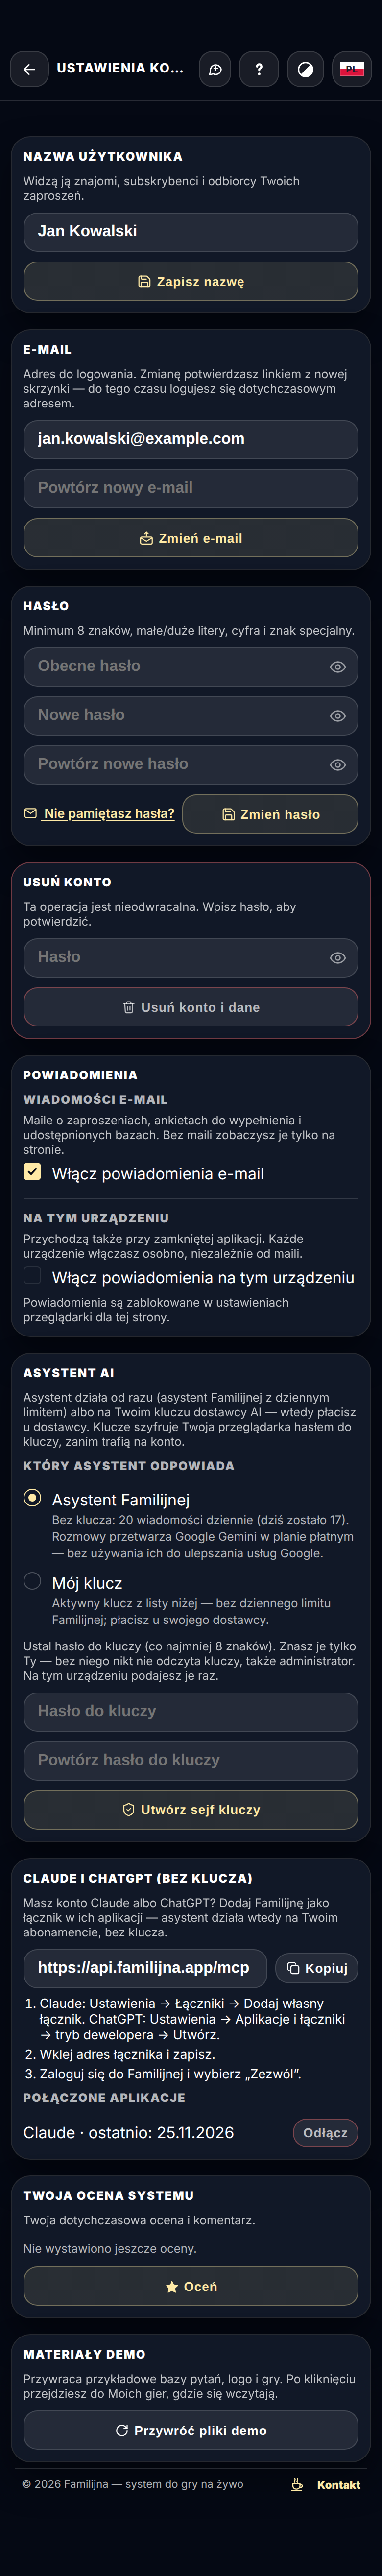 USTAWIENIA KO...
?
PL
NAZWA UŻYTKOWNIKA
Widzą ją znajomi, subskrybenci i odbiorcy Twoich
zaproszeń.
Jan Kowalski
Zapisz nazwę
E-MAIL
Adres do logowania. Zmianę potwierdzasz linkiem z nowej
skrzynki — do tego czasu logujesz się dotychczasowym
adresem.
jan.kowalski@example.com
Powtórz nowy e-mail
Zmień e-mail
HASŁO
Minimum 8 znaków, małe/duże litery, cyfra i znak specjalny.
Obecne hasło
Nowe hasło
Powtórz nowe hasło
Nie pamiętasz hasła?
Zmień hasło
USUŃ KONTO
Ta operacja jest nieodwracalna. Wpisz hasło, aby
potwierdzić.
Hasło
Usuń konto i dane
POWIADOMIENIA
WIADOMOŚCI E-MAIL
Maile o zaproszeniach, ankietach do wypełnienia i
udostępnionych bazach. Bez maili zobaczysz je tylko na
stronie.
Włącz powiadomienia e-mail
NA TYM URZĄDZENIU
Przychodzą także przy zamkniętej aplikacji. Każde
urządzenie włączasz osobno, niezależnie od maili.
Włącz powiadomienia na tym urządzeniu
Powiadomienia są zablokowane w ustawieniach
przeglądarki dla tej strony.
ASYSTENT AI
Asystent działa od razu (asystent Familijnej z dziennym
limitem) albo na Twoim kluczu dostawcy AI — wtedy płacisz
u dostawcy. Klucze szyfruje Twoja przeglądarka hasłem do
kluczy, zanim trafią na konto.
KTÓRY ASYSTENT ODPOWIADA
Asystent Familijnej
Bez klucza: 20 wiadomości dziennie (dziś zostało 17).
Rozmowy przetwarza Google Gemini w planie płatnym
— bez używania ich do ulepszania usług Google.
Mój klucz
Aktywny klucz z listy niżej — bez dziennego limitu
Familijnej; płacisz u swojego dostawcy.
Ustal hasło do kluczy (co najmniej 8 znaków). Znasz je tylko
Ty — bez niego nikt nie odczyta kluczy, także administrator.
Na tym urządzeniu podajesz je raz.
Hasło do kluczy
Powtórz hasło do kluczy
Utwórz sejf kluczy
CLAUDE I CHATGPT (BEZ KLUCZA)
Masz konto Claude albo ChatGPT? Dodaj Familijnę jako
łącznik w ich aplikacji — asystent działa wtedy na Twoim
abonamencie, bez klucza.
https://api.familijna.app/mcp
Kopiuj
1. Claude: Ustawienia → Łączniki → Dodaj własny
łącznik. ChatGPT: Ustawienia → Aplikacje i łączniki
→ tryb dewelopera → Utwórz.
2. Wklej adres łącznika i zapisz.
3. Zaloguj się do Familijnej i wybierz „Zezwól”.
POŁĄCZONE APLIKACJE
Claude · ostatnio: 25.11.2026
Odłącz
TWOJA OCENA SYSTEMU
Twoja dotychczasowa ocena i komentarz.
Nie wystawiono jeszcze oceny.
Oceń
MATERIAŁY DEMO
Przywraca przykładowe bazy pytań, logo i gry. Po kliknięciu
przejdziesz do Moich gier, gdzie się wczytają.
Przywróć pliki demo
© 2026 Familijna — system do gry na żywo
Kontakt